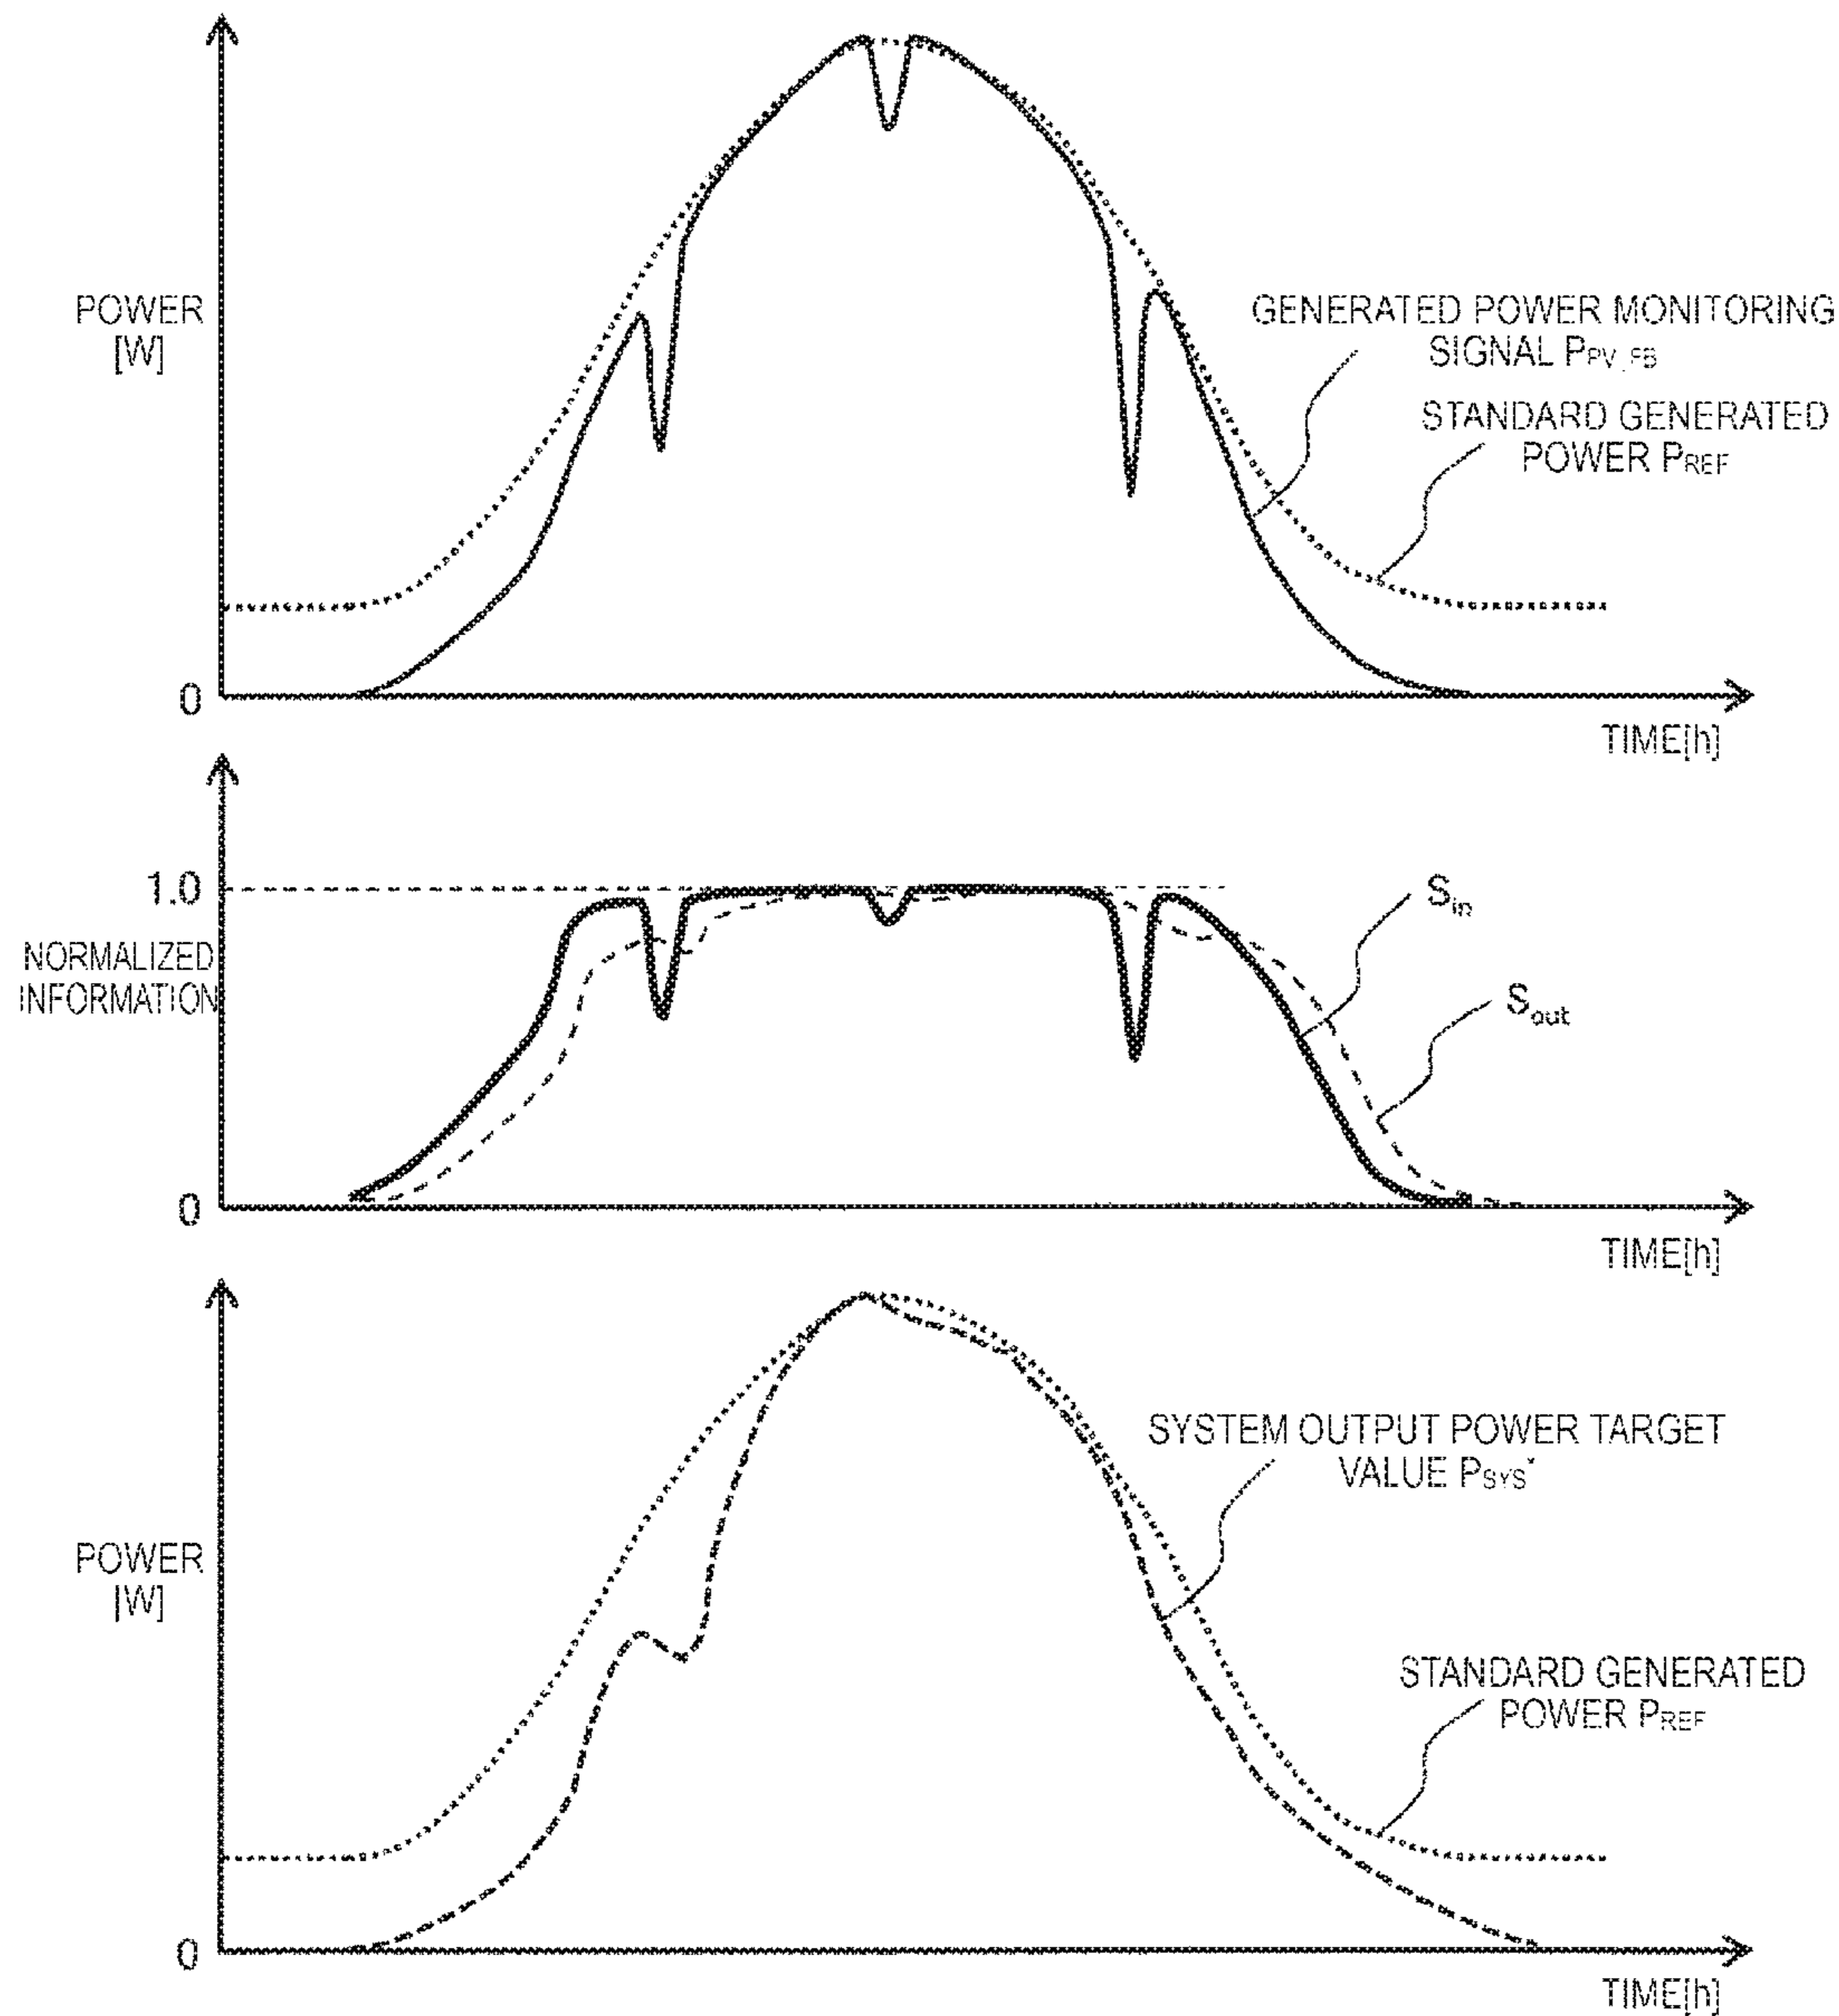 POWER
[W]
GENERATED POWER MONITORING
SIGNAL PPV_FB
STANDARD GENERATED
POWER PREF
0
TIME[h]
1.0
NORMALIZED
INFORMATION
Sin
Sout
0
TIME[h]
SYSTEM OUTPUT POWER TARGET
VALUE PSYS*
POWER
[W]
STANDARD GENERATED
POWER PREF
0
TIME[h]